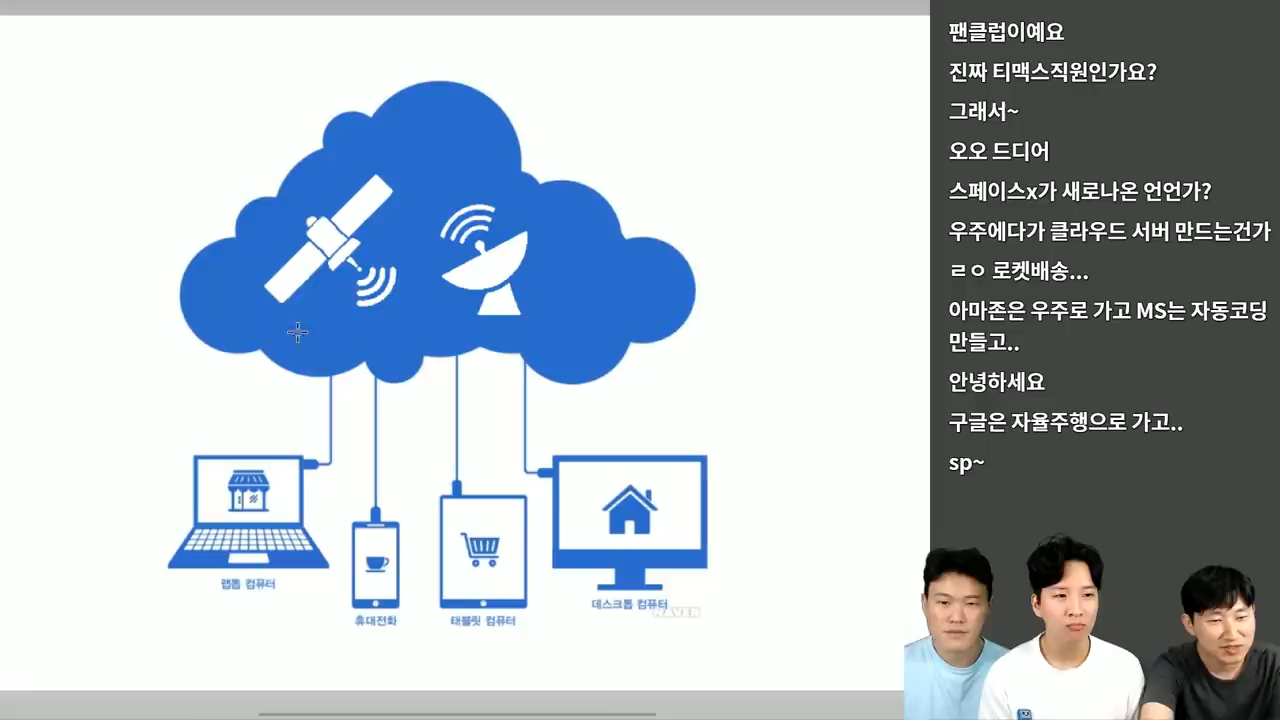 팬클럽이예요
진짜 티맥스직원인가요?
그래서~
오오 드디어
스페이스x가 새로나온 언언가?
우주에다가 클라우드 서버 만드는건가
ㄹㅇ 로켓배송...
아마존은 우주로 가고 MS는 자동코딩
만들고..
안녕하세요
구글은 자율주행으로 가고..
sp~
랩톱 컴퓨터
휴대전화
태블릿 컴퓨터
데스크톱 컴퓨터
NAVER